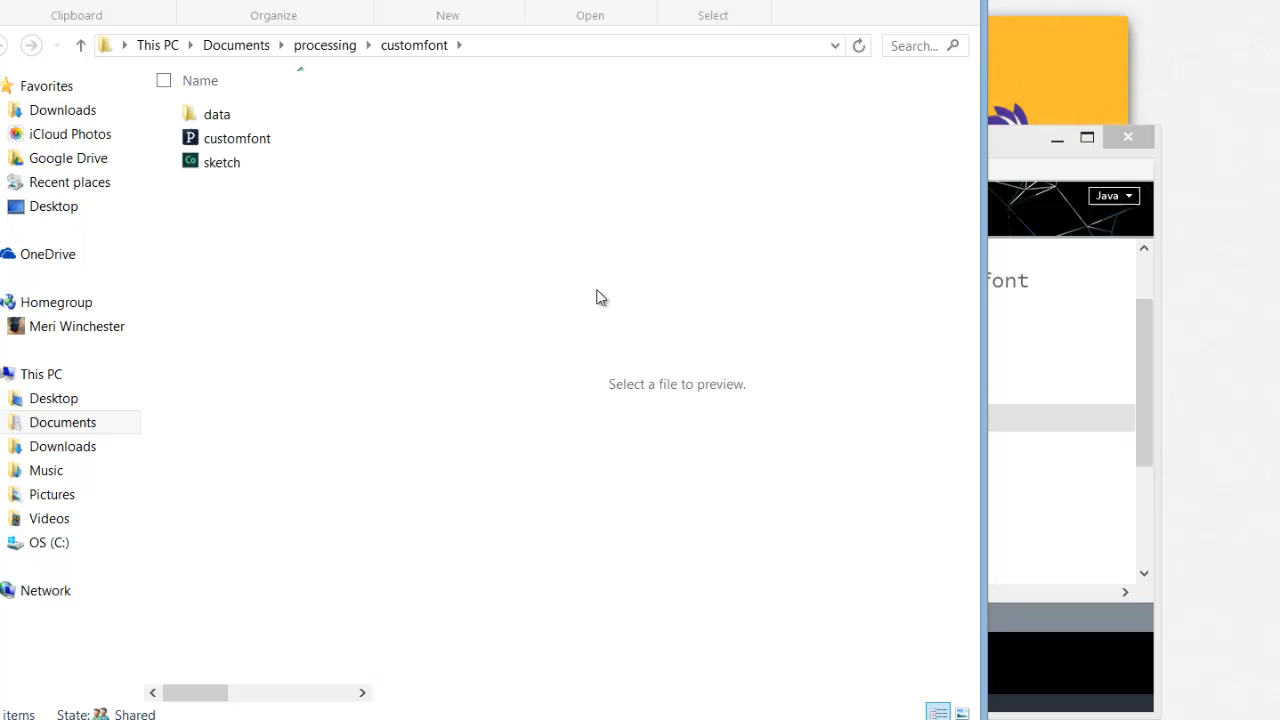 Clipboard
Organize
New
Open
Select
This PC
Documents
processing
customfont
Search...
Name
Favorites
Downloads
iCloud Photos
Google Drive
Recent places
Desktop
OneDrive
Homegroup
Meri Winchester
This PC
Desktop
Documents
Downloads
Music
Pictures
Videos
OS (C:)
Network
data
P customfont
Co sketch
Select a file to preview.
Java
font
items State: Shared